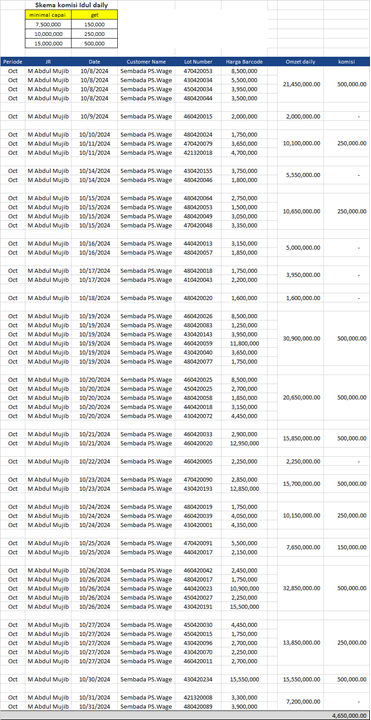 Skema komisi Idul daily
minimal capai get
7,500,000 150,000
10,000,000 250,000
15,000,000 500,000
Periode JR Date Customer Name Lot Number Harga Barcode Omzet daily komisi
Oct M Abdul Mujib 10/8/2024 Sembada PS.Wage 470420053 8,500,000
Oct M Abdul Mujib 10/8/2024 Sembada PS.Wage 430420034 5,500,000
21,450,000.00 500,000.00
Oct M Abdul Mujib 10/8/2024 Sembada PS.Wage 450420034 3,950,000
Oct M Abdul Mujib 10/8/2024 Sembada PS.Wage 480420044 3,500,000
Oct M Abdul Mujib 10/9/2024 Sembada PS.Wage 460420015 2,000,000 2,000,000.00 -
Oct M Abdul Mujib 10/10/2024 Sembada PS.Wage 480420024 1,750,000
Oct M Abdul Mujib 10/11/2024 Sembada PS.Wage 470420079 3,650,000 10,100,000.00 250,000.00
Oct M Abdul Mujib 10/11/2024 Sembada PS.Wage 421320018 4,700,000
Oct M Abdul Mujib 10/14/2024 Sembada PS.Wage 430420155 3,750,000
5,550,000.00 -
Oct M Abdul Mujib 10/14/2024 Sembada PS.Wage 480420046 1,800,000
Oct M Abdul Mujib 10/15/2024 Sembada PS.Wage 480420064 2,750,000
Oct M Abdul Mujib 10/15/2024 Sembada PS.Wage 480420053 1,500,000
10,650,000.00 250,000.00
Oct M Abdul Mujib 10/15/2024 Sembada PS.Wage 480420049 3,050,000
Oct M Abdul Mujib 10/15/2024 Sembada PS.Wage 470420048 3,350,000
Oct M Abdul Mujib 10/16/2024 Sembada PS.Wage 440420013 3,150,000
5,000,000.00 -
Oct M Abdul Mujib 10/16/2024 Sembada PS.Wage 480420057 1,850,000
Oct M Abdul Mujib 10/17/2024 Sembada PS.Wage 480420018 1,750,000
3,950,000.00 -
Oct M Abdul Mujib 10/17/2024 Sembada PS.Wage 410420043 2,200,000
Oct M Abdul Mujib 10/18/2024 Sembada PS.Wage 480420020 1,600,000 1,600,000.00 -
Oct M Abdul Mujib 10/19/2024 Sembada PS.Wage 460420026 8,500,000
Oct M Abdul Mujib 10/19/2024 Sembada PS.Wage 480420083 1,250,000
Oct M Abdul Mujib 10/19/2024 Sembada PS.Wage 430420143 3,950,000
30,900,000.00 500,000.00
Oct M Abdul Mujib 10/19/2024 Sembada PS.Wage 460420059 11,800,000
Oct M Abdul Mujib 10/19/2024 Sembada PS.Wage 430420040 3,650,000
Oct M Abdul Mujib 10/19/2024 Sembada PS.Wage 480420077 1,750,000
Oct M Abdul Mujib 10/20/2024 Sembada PS.Wage 460420025 8,500,000
Oct M Abdul Mujib 10/20/2024 Sembada PS.Wage 450420025 2,700,000
Oct M Abdul Mujib 10/20/2024 Sembada PS.Wage 480420058 1,850,000 20,650,000.00 500,000.00
Oct M Abdul Mujib 10/20/2024 Sembada PS.Wage 440420018 3,150,000
Oct M Abdul Mujib 10/20/2024 Sembada PS.Wage 430420072 4,450,000
Oct M Abdul Mujib 10/21/2024 Sembada PS.Wage 460420033 2,900,000
15,850,000.00 500,000.00
Oct M Abdul Mujib 10/21/2024 Sembada PS.Wage 460420020 12,950,000
Oct M Abdul Mujib 10/22/2024 Sembada PS.Wage 460420005 2,250,000 2,250,000.00 -
Oct M Abdul Mujib 10/23/2024 Sembada PS.Wage 470420090 2,850,000
15,700,000.00 500,000.00
Oct M Abdul Mujib 10/23/2024 Sembada PS.Wage 430420193 12,850,000
Oct M Abdul Mujib 10/24/2024 Sembada PS.Wage 480420019 1,750,000
Oct M Abdul Mujib 10/24/2024 Sembada PS.Wage 460420039 4,050,000 10,150,000.00 250,000.00
Oct M Abdul Mujib 10/24/2024 Sembada PS.Wage 430420001 4,350,000
Oct M Abdul Mujib 10/25/2024 Sembada PS.Wage 470420091 5,500,000
7,650,000.00 150,000.00
Oct M Abdul Mujib 10/25/2024 Sembada PS.Wage 440420017 2,150,000
Oct M Abdul Mujib 10/26/2024 Sembada PS.Wage 460420042 2,450,000
Oct M Abdul Mujib 10/26/2024 Sembada PS.Wage 480420017 1,750,000
Oct M Abdul Mujib 10/26/2024 Sembada PS.Wage 460420023 10,900,000 32,850,000.00 500,000.00
Oct M Abdul Mujib 10/26/2024 Sembada PS.Wage 450420027 2,250,000
Oct M Abdul Mujib 10/26/2024 Sembada PS.Wage 430420191 15,500,000
Oct M Abdul Mujib 10/27/2024 Sembada PS.Wage 450420030 4,450,000
Oct M Abdul Mujib 10/27/2024 Sembada PS.Wage 450420015 1,750,000
Oct M Abdul Mujib 10/27/2024 Sembada PS.Wage 430420096 2,700,000 13,850,000.00 250,000.00
Oct M Abdul Mujib 10/27/2024 Sembada PS.Wage 430420070 2,250,000
Oct M Abdul Mujib 10/27/2024 Sembada PS.Wage 460420011 2,700,000
Oct M Abdul Mujib 10/30/2024 Sembada PS.Wage 430420234 15,550,000 15,550,000.00 500,000.00
Oct M Abdul Mujib 10/31/2024 Sembada PS.Wage 421320008 3,300,000
7,200,000.00 -
Oct M Abdul Mujib 10/31/2024 Sembada PS.Wage 480420089 3,900,000
4,650,000.00